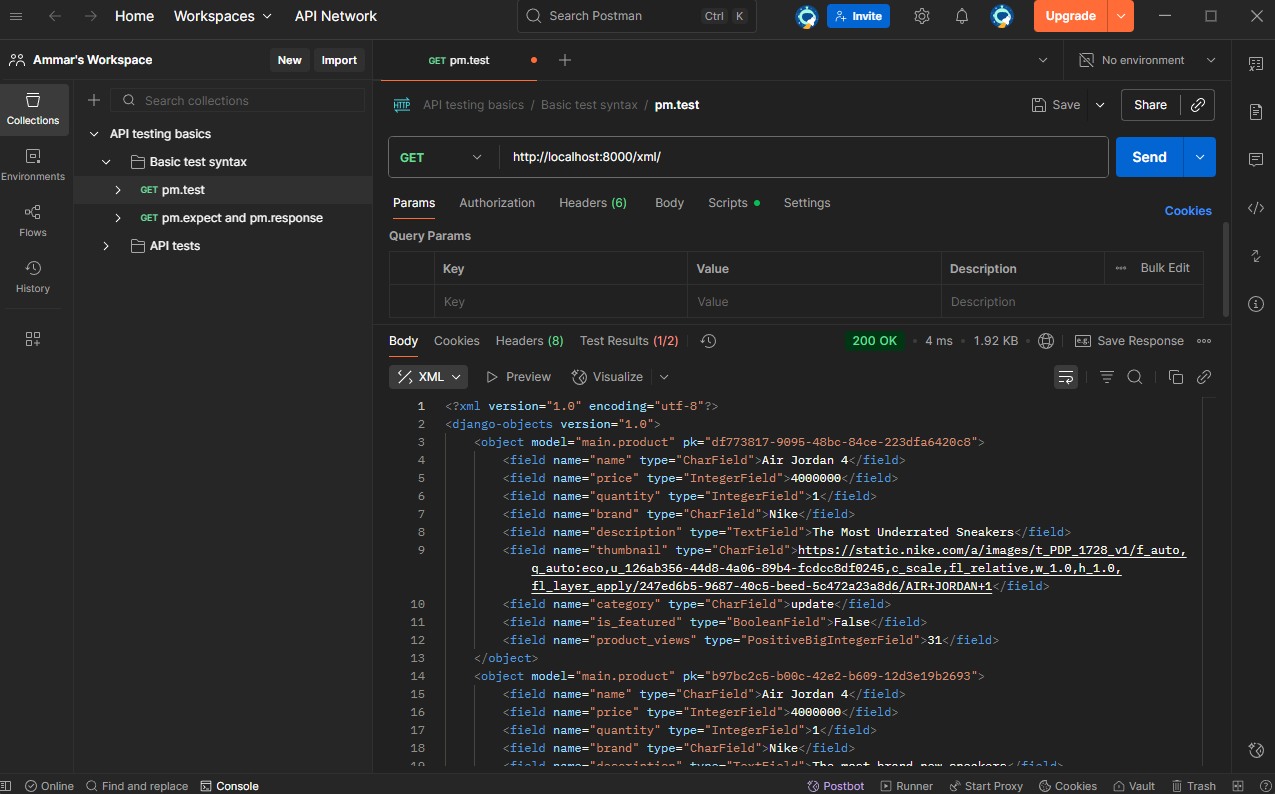 Home Workspaces API Network Search Postman Ctrl K Invite Upgrade
Ammar's Workspace New Import GET pm.test No environment
Collections Search collections API testing basics / Basic test syntax / pm.test Save Share
API testing basics
Basic test syntax GET http://localhost:8000/xml/ Send
Environments
GET pm.test
GET pm.expect and pm.response
API tests
Flows
History
Params Authorization Headers (6) Body Scripts Settings Cookies
Query Params
Key Value Description Bulk Edit
Key Value Description
Body Cookies Headers (8) Test Results (1/2) 200 OK 4 ms 1.92 KB e.g. Save Response
XML Preview Visualize
1 <?xml version="1.0" encoding="utf-8"?>
2 <django-objects version="1.0">
3 <object model="main.product" pk="df773817-9095-48bc-84ce-223dfa6420c8">
4 <field name="name" type="CharField">Air Jordan 4</field>
5 <field name="price" type="IntegerField">4000000</field>
6 <field name="quantity" type="IntegerField">1</field>
7 <field name="brand" type="CharField">Nike</field>
8 <field name="description" type="TextField">The Most Underrated Sneakers</field>
9 <field name="thumbnail" type="CharField">https://static.nike.com/a/images/t_PDP_1728_v1/f_auto,
q_auto:eco,u_126ab356-44d8-4a06-89b4-fcdcc8df0245,c_scale,fl_relative,w_1.0,h_1.0,
fl_layer_apply/247ed6b5-9687-40c5-beed-5c472a23a8d6/AIR+JORDAN+1</field>
10 <field name="category" type="CharField">update</field>
11 <field name="is_featured" type="BooleanField">False</field>
12 <field name="product_views" type="PositiveBigIntegerField">31</field>
13 </object>
14 <object model="main.product" pk="b97bc2c5-b00c-42e2-b609-12d3e19b2693">
15 <field name="name" type="CharField">Air Jordan 4</field>
16 <field name="price" type="IntegerField">4000000</field>
17 <field name="quantity" type="IntegerField">1</field>
18 <field name="brand" type="CharField">Nike</field>
19 <field name="description" type="TextField">The most brand new sneakers</field>
Online Find and replace Console Postbot Runner Start Proxy Cookies Vault Trash